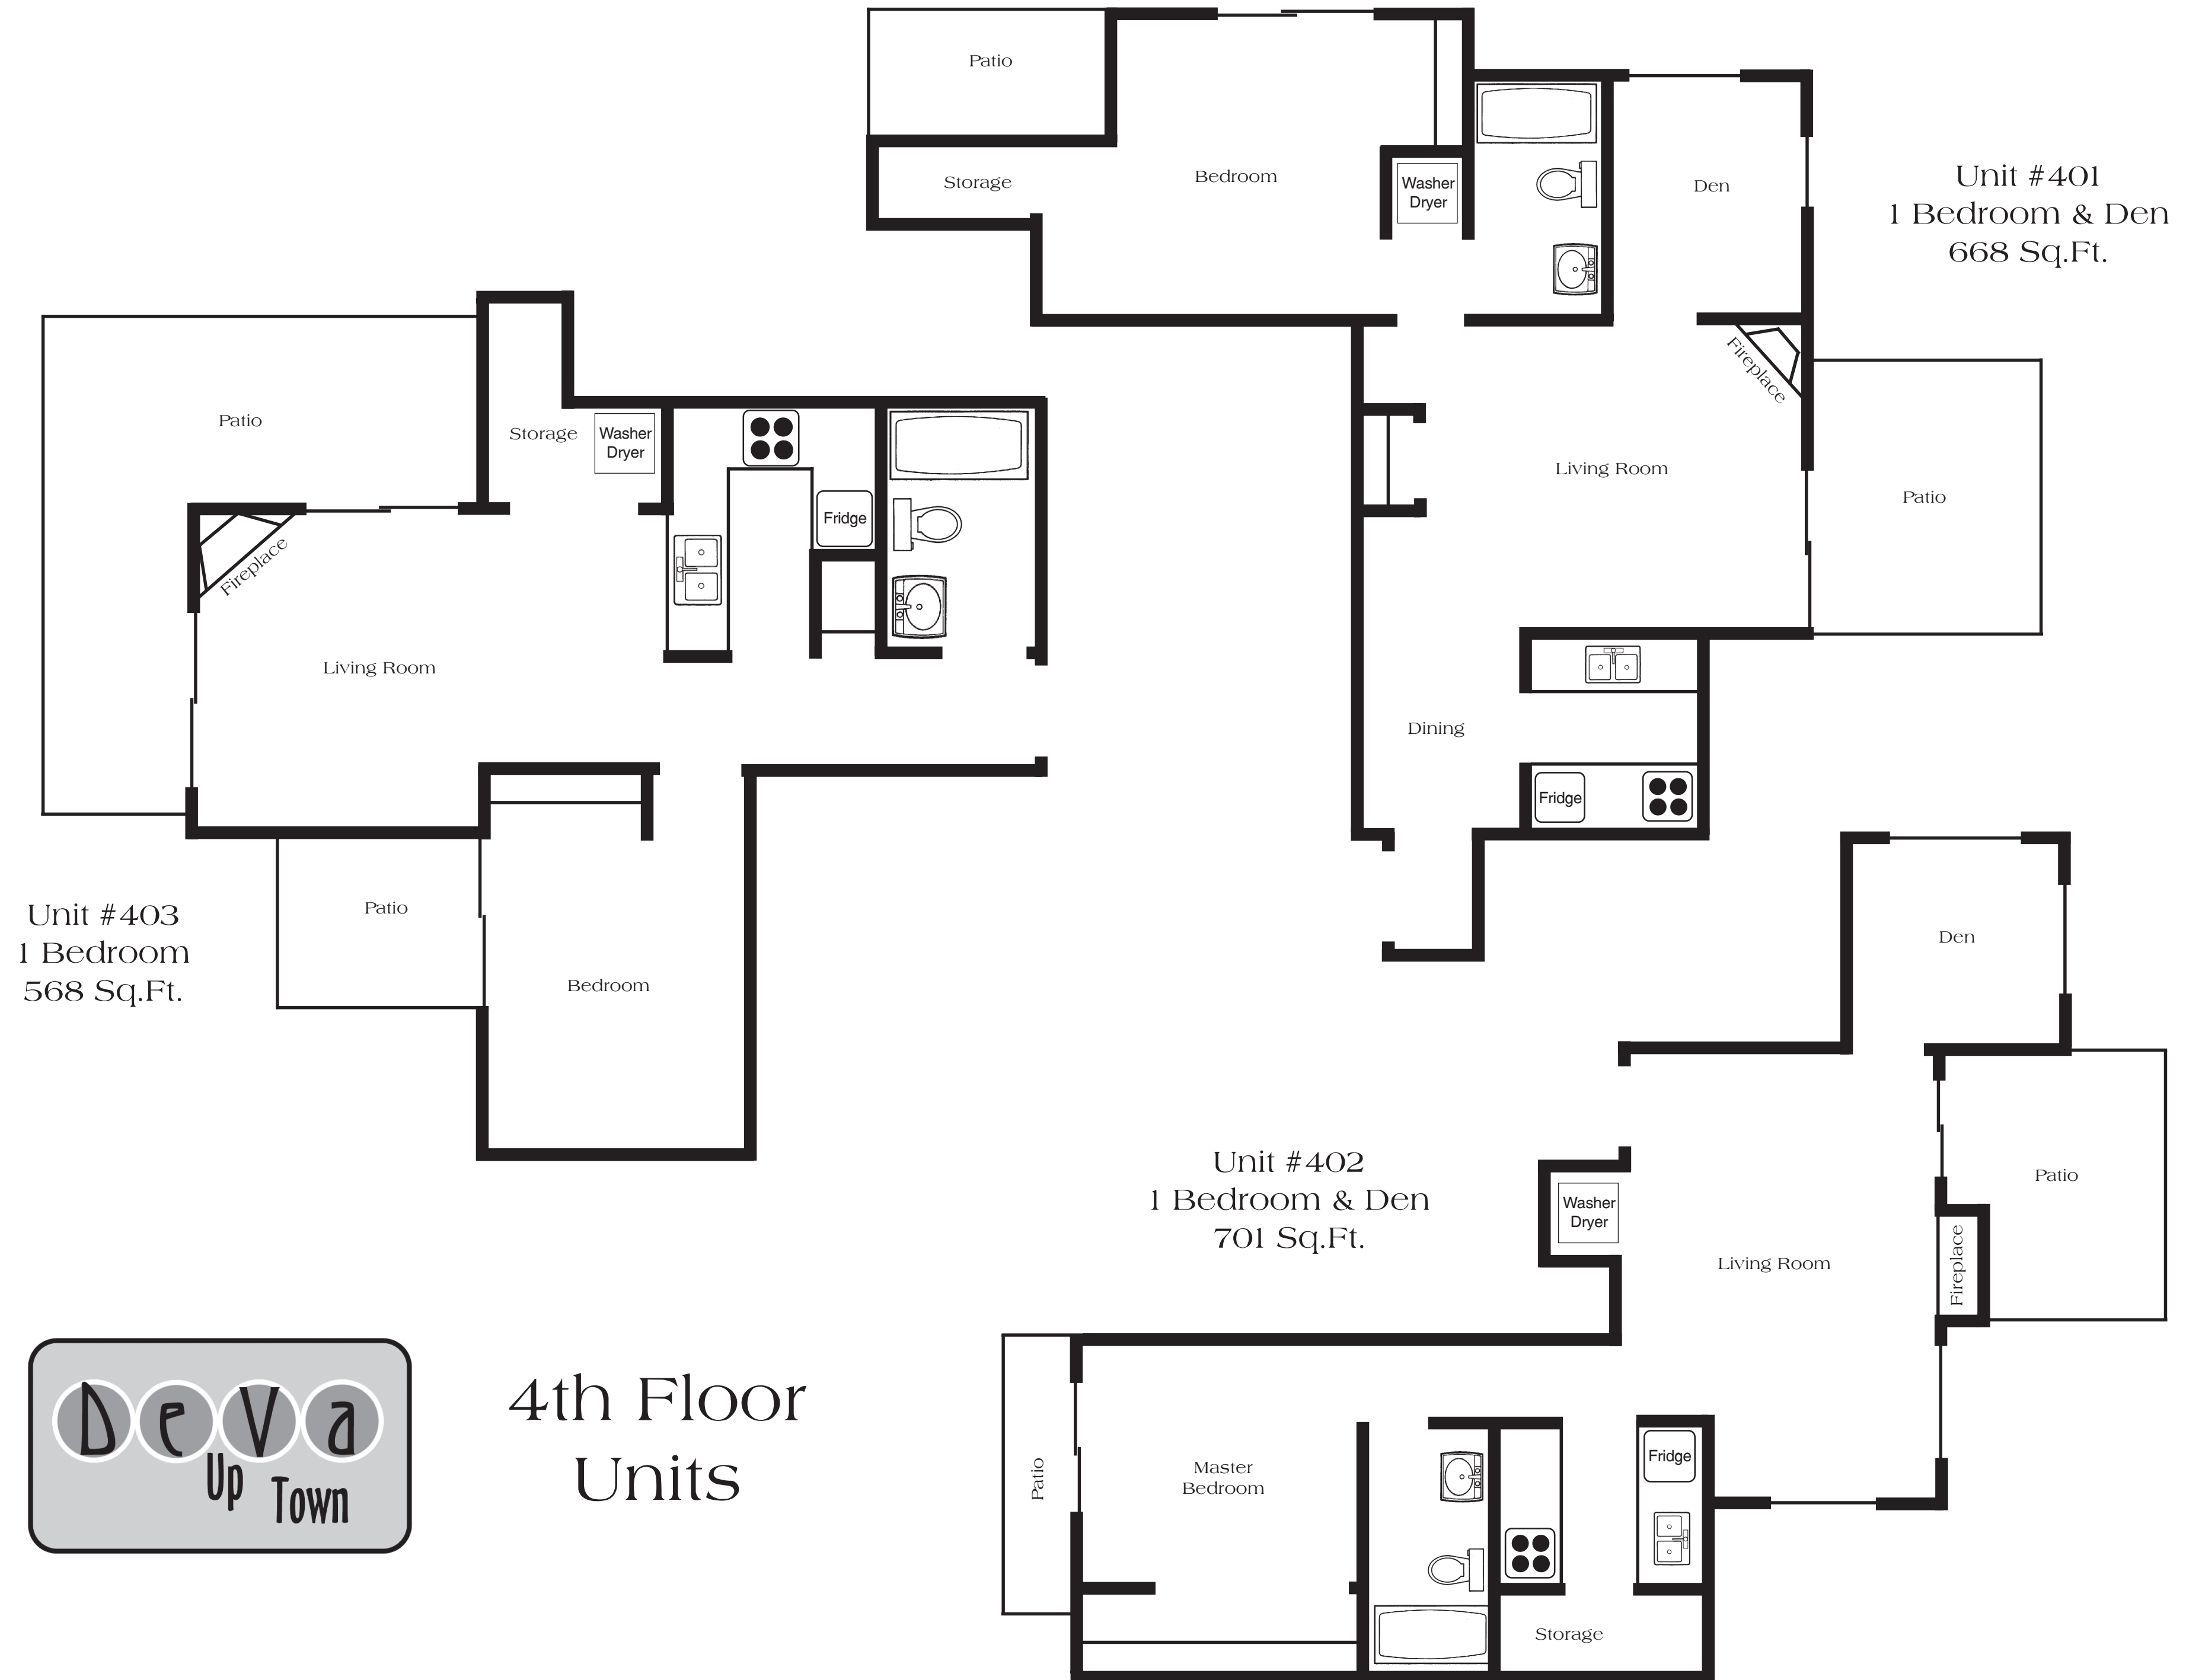 Patio
Storage
Bedroom
Washer
Dryer
Den
Unit #401
1 Bedroom & Den
668 Sq.Ft.
Fireplace
Living Room
Patio
Dining
Fridge
Patio
Storage
Washer
Dryer
Fridge
Fireplace
Living Room
Patio
Bedroom
Unit #403
1 Bedroom
568 Sq.Ft.
Den
Unit #402
1 Bedroom & Den
701 Sq.Ft.
Washer
Dryer
Living Room
Fireplace
Patio
Patio
Master
Bedroom
Fridge
Storage
DeVa
Up
Town
4th Floor
Units